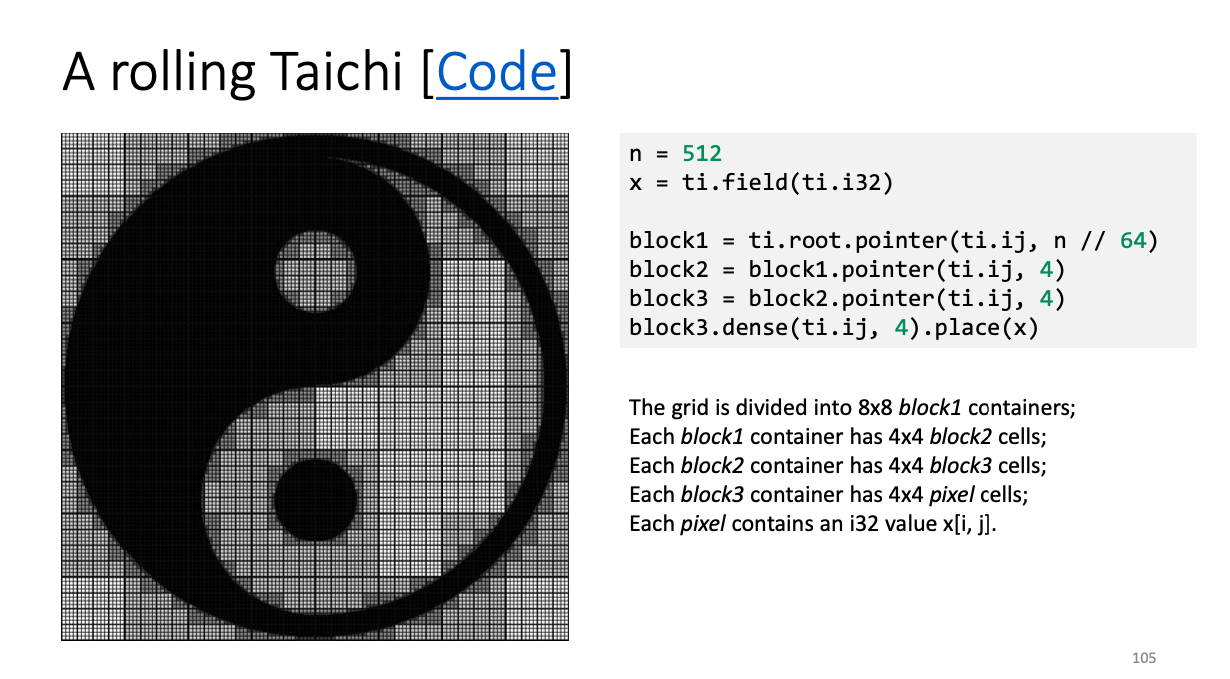 A rolling Taichi [Code]
n = 512
x = ti.field(ti.i32)
block1 = ti.root.pointer(ti.ij, n // 64)
block2 = block1.pointer(ti.ij, 4)
block3 = block2.pointer(ti.ij, 4)
block3.dense(ti.ij, 4).place(x)
The grid is divided into 8x8 block1 containers;
Each block1 container has 4x4 block2 cells;
Each block2 container has 4x4 block3 cells;
Each block3 container has 4x4 pixel cells;
Each pixel contains an i32 value x[i, j].
105